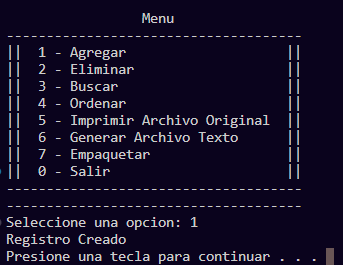 Menu
-------------------------------------
||  1 - Agregar                    ||
||  2 - Eliminar                   ||
||  3 - Buscar                     ||
||  4 - Ordenar                    ||
||  5 - Imprimir Archivo Original  ||
||  6 - Generar Archivo Texto      ||
||  7 - Empaquetar                 ||
||  0 - Salir                      ||
-------------------------------------
-------------------------------------
Seleccione una opcion: 1
Registro Creado
Presione una tecla para continuar . . .